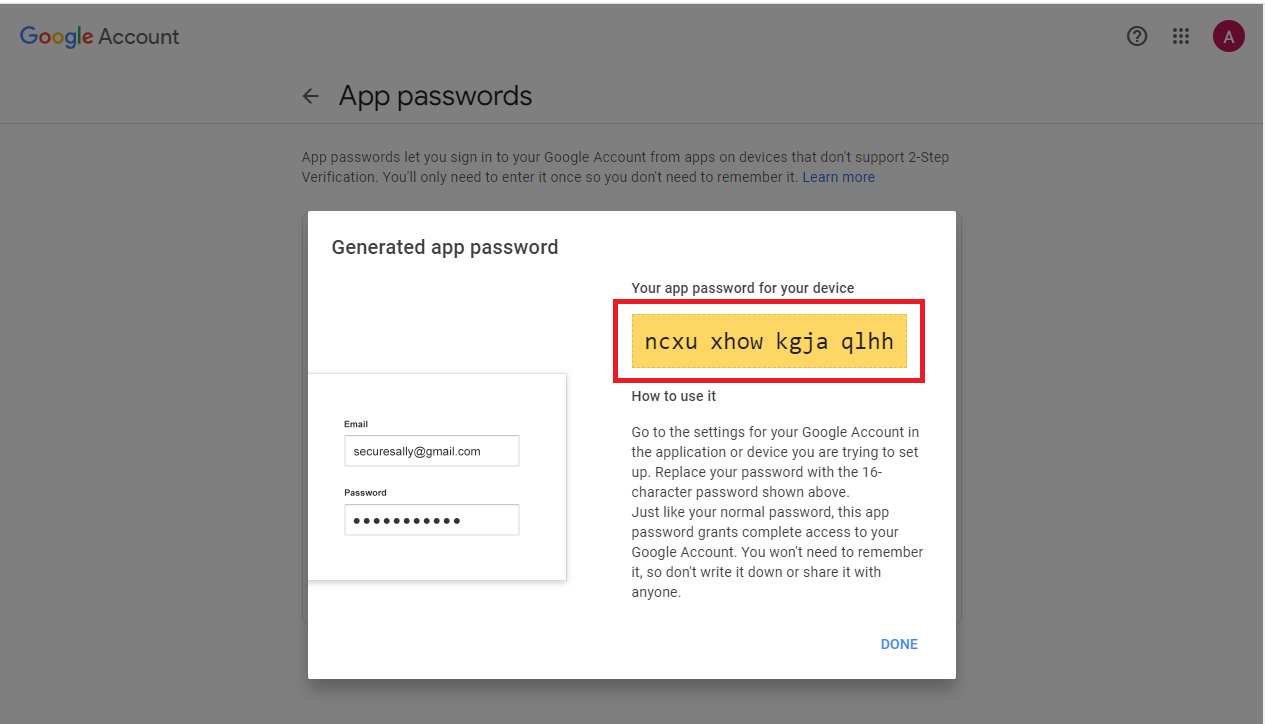 Google Account
A
App passwords
App passwords let you sign in to your Google Account from apps on devices that don't support 2-Step
Verification. You'll only need to enter it once so you don't need to remember it. Learn more
Generated app password
Your app password for your device
ncxu xhow kgja qlhh
Email
securesally@gmail.com
Password
How to use it
Go to the settings for your Google Account in
the application or device you are trying to set
up. Replace your password with the 16-
character password shown above.
Just like your normal password, this app
password grants complete access to your
Google Account. You won't need to remember
it, so don't write it down or share it with
anyone.
DONE